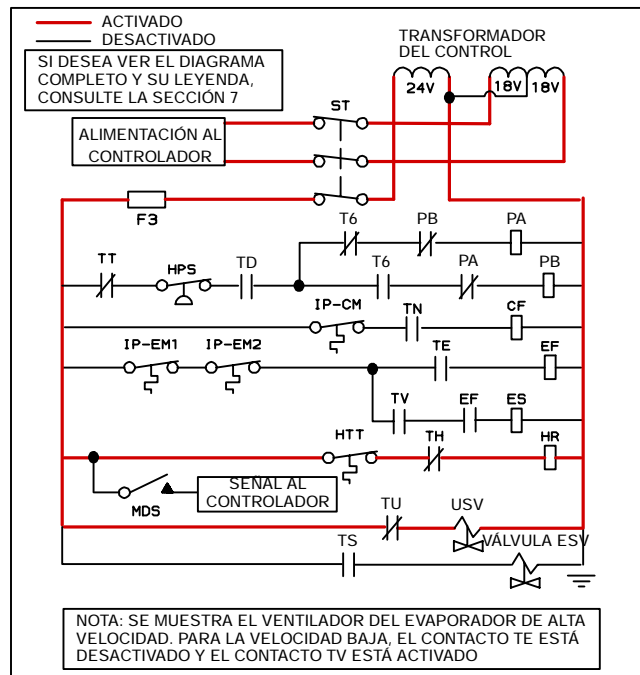 ACTIVADO
DESACTIVADO
TRANSFORMADOR
DEL CONTROL
SI DESEA VER EL DIAGRAMA
COMPLETO Y SU LEYENDA,
CONSULTE LA SECCIÓN 7
24V
18V
18V
ST
ALIMENTACIÓN AL
CONTROLADOR
F3
T6
PB
PA
TT
HPS
TD
T6
PA
PB
IP-CM
TN
CF
IP-EM1
IP-EM2
TE
EF
TV
EF
ES
HTT
TH
HR
MDS
SEÑAL AL
CONTROLADOR
TU
USV
TS
VÁLVULA ESV
NOTA: SE MUESTRA EL VENTILADOR DEL EVAPORADOR DE ALTA
VELOCIDAD. PARA LA VELOCIDAD BAJA, EL CONTACTO TE ESTÁ
DESACTIVADO Y EL CONTACTO TV ESTÁ ACTIVADO